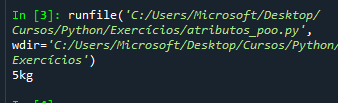 In [3]: runfile('C:/Users/Microsoft/Desktop/
Cursos/Python/Exercícios/atributos_poo.py',
wdir='C:/Users/Microsoft/Desktop/Cursos/Python/
Exercícios')
5kg